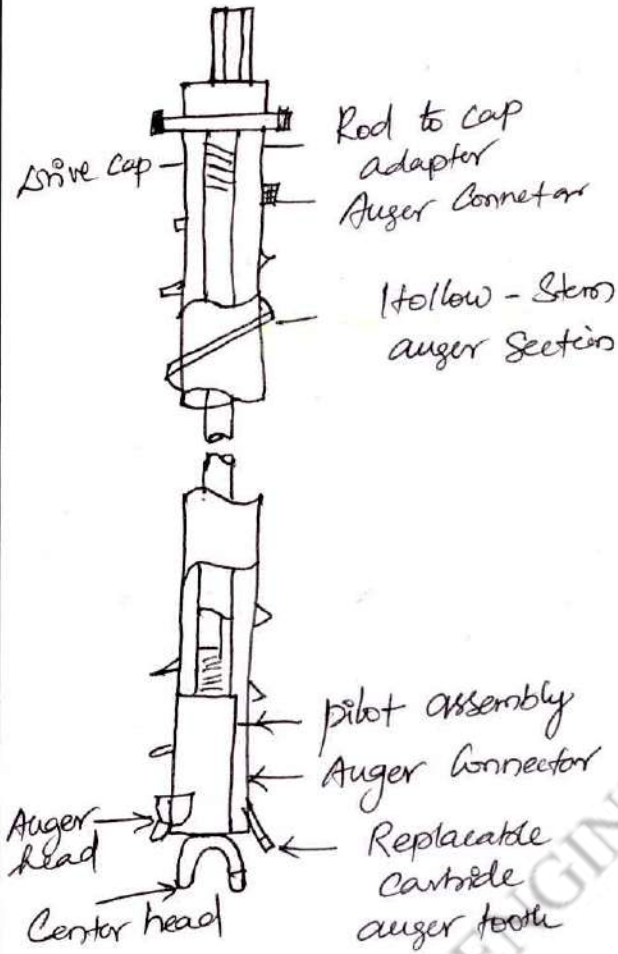 Drive cap
Rod to cap
adapter
Auger Connetor
Hollow - Stem
auger Section
pilot assembly
Auger Connector
Auger
head
Replacable
Carbide
auger tooth
Center head
ENGIN